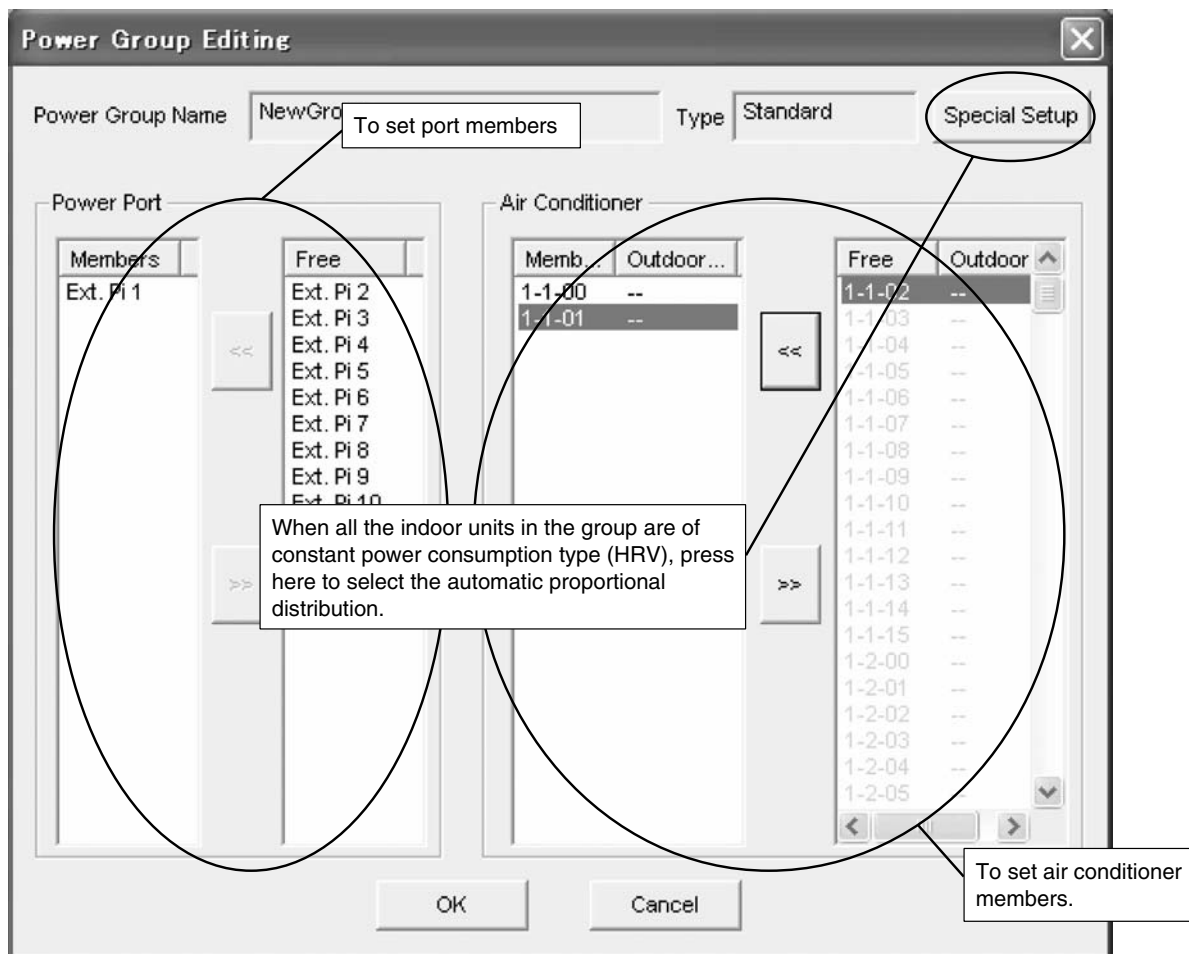 Power Group Editing
Power Group Name
NewGro
Type
Standard
Special Setup
To set port members
Power Port
Members
Ext. Pi 1
<<
>>
Free
Ext. Pi 2
Ext. Pi 3
Ext. Pi 4
Ext. Pi 5
Ext. Pi 6
Ext. Pi 7
Ext. Pi 8
Ext. Pi 9
Ext. Pi 10
When all the indoor units in the group are of
constant power consumption type (HRV), press
here to select the automatic proportional
distribution.
Air Conditioner
Memb... Outdoor...
1-1-00 --
1-1-01 --
<<
>>
Free Outdoor
1-1-02 --
1-1-03 --
1-1-04 --
1-1-05 --
1-1-06 --
1-1-07 --
1-1-08 --
1-1-09 --
1-1-10 --
1-1-11 --
1-1-12 --
1-1-13 --
1-1-14 --
1-1-15 --
1-2-00 --
1-2-01 --
1-2-02 --
1-2-03 --
1-2-04 --
1-2-05 --
To set air conditioner
members.
OK
Cancel